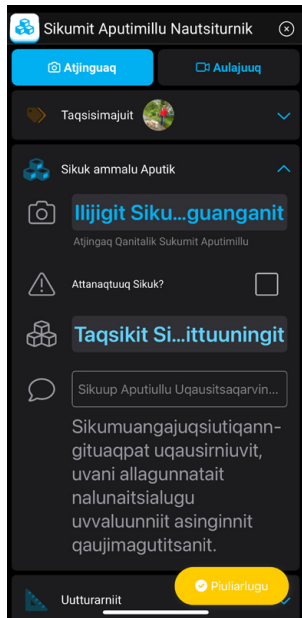 Sikumit Aputimillu Nautsiturnik
Atjinguaq
Aulajuuq
Taqsisimajuit
Sikuk ammalu Aputik
Ilijigit Siku...guanganit
Atjingaq Qanitalik Sukumit Aputimillu
Attanaqtuuq Sikuk?
Taqsikit Si...ittuuningit
Sikuup Aputiullu Uqausitsaqarvin...
Sikumuangajuqsiutiqann-
gituaqpat uqausirniuvit,
uvani allagunnatait
nalunaitsialugu
uvvaluunniit asinginnit
qaujimagutitsanit.
Piuliarlugu
Uutturarniit